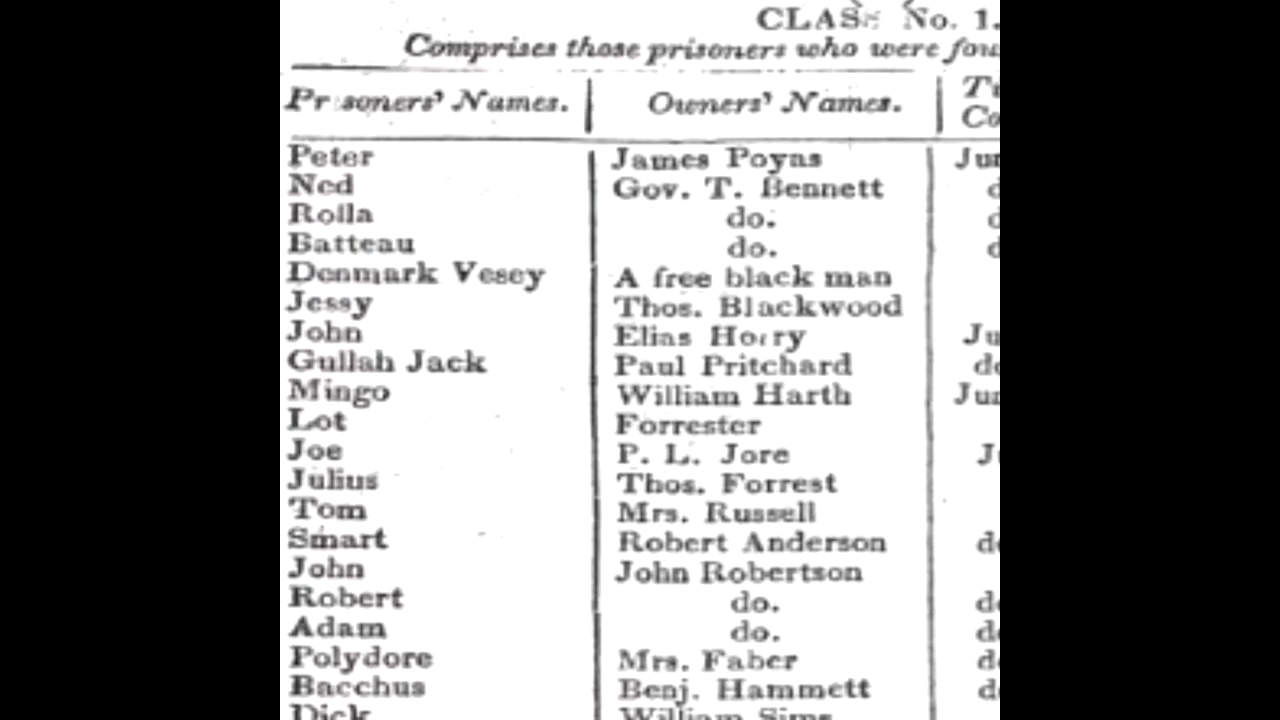 CLASS No. 1.
Comprises those prisoners who were
Prisoners' Names. Owners' Names.
Peter James Poyas
Ned Gov. T. Bennett
Rolla do.
Batteau do.
Denmark Vesey A free black man
Jessy Thos. Blackwood
John Elias Horry
Gullah Jack Paul Pritchard
Mingo William Harth
Lot Forrester
Joe P. L. Jore
Julius Thos. Forrest
Tom Mrs. Russell
Smart Robert Anderson
John John Robertson
Robert do.
Adam do.
Polydore Mrs. Faber
Bacchus Benj. Hammett
Dick William Sims